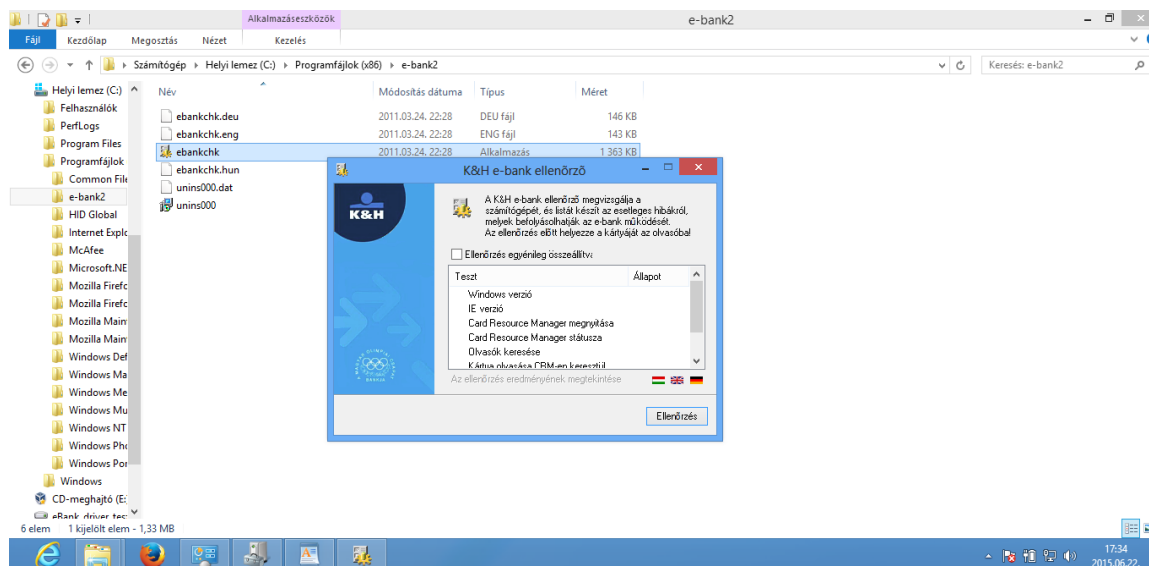 Alkalmazáseszközök
e-bank2
Fájl Kezdőlap Megosztás Nézet Kezelés
Számítógép Helyi lemez (C:) Programfájlok (x86) e-bank2
Keresés: e-bank2
Helyi lemez (C:)
Felhasználók
PerfLogs
Program Files
Programfájlok
Common File
e-bank2
HID Global
Internet Explo
McAfee
Microsoft.NE
Mozilla Firefo
Mozilla Firefo
Mozilla Main
Mozilla Main
Windows Def
Windows Ma
Windows Me
Windows Mu
Windows NT
Windows Pho
Windows Por
Windows
CD-meghajtó (E:
eBank driver tes
Név Módosítás dátuma Típus Méret
ebankchk.deu 2011.03.24. 22:28 DEU fájl 146 KB
ebankchk.eng 2011.03.24. 22:28 ENG fájl 143 KB
ebankchk 2011.03.24. 22:28 Alkalmazás 1 363 KB
ebankchk.hun
unins000.dat
unins000
K&H e-bank ellenőrző
K&H
A K&H e-bank ellenőrző megvizsgálja a
számítógépét, és listát készít az esetleges hibákról,
melyek befolyásolhatják az e-bank működését.
Az ellenőrzés előtt helyezze a kártyáját az olvasóba!
Ellenőrzés egyénileg összeállítva
Teszt Állapot
Windows verzió
IE verzió
Card Resource Manager megnyitása
Card Resource Manager státusza
Olvasók keresése
Kártya olvasása CRM-en keresztül
Az ellenőrzés eredményének megtekintése
Ellenőrzés
6 elem 1 kijelölt elem - 1,33 MB
17:34
2015.06.22.